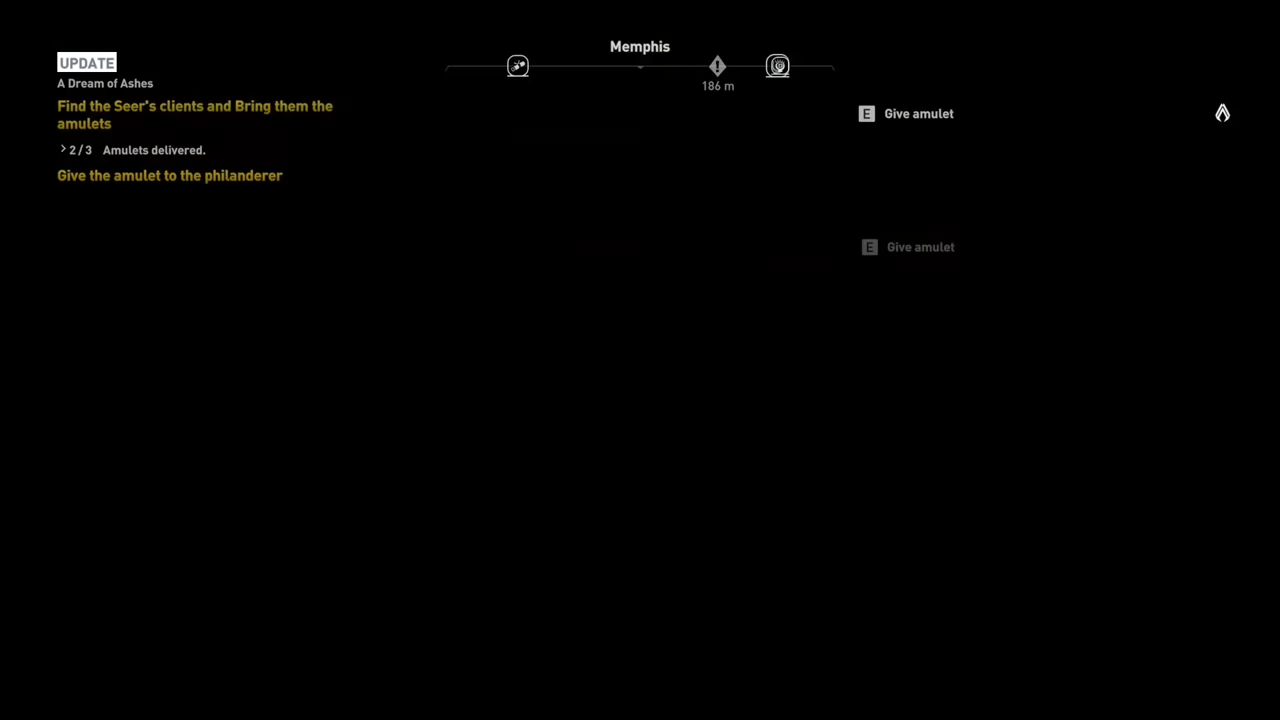 Memphis
UPDATE
A Dream of Ashes
186 m
Find the Seer's clients and Bring them the
amulets
E Give amulet
> 2/3 Amulets delivered.
Give the amulet to the philanderer
E Give amulet